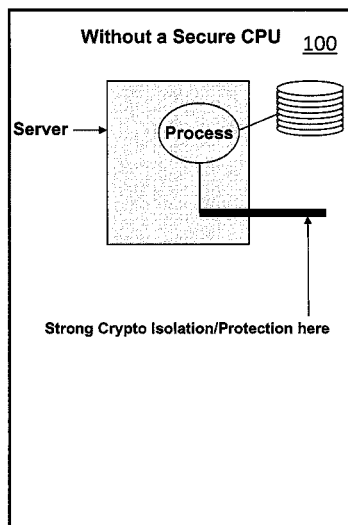 Without a Secure CPU
100
Server
Process
Strong Crypto Isolation/Protection here